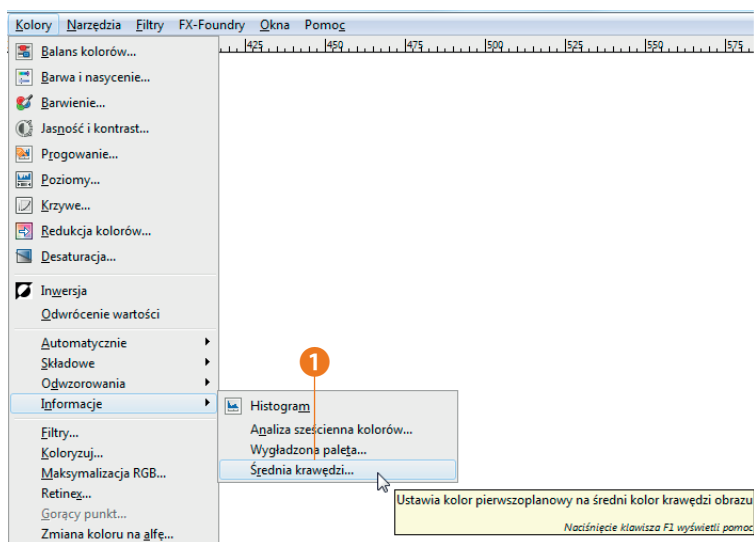 Kolory Narzędzia Filtry FX-Foundry Okna Pomoc
425 450 475 500 525 550 575
Balans kolorów...
Barwa i nasycenie...
Barwienie...
Jasność i kontrast...
Progowanie...
Poziomy...
Krzywe...
Redukcja kolorów...
Desaturacja...
Inwersja
Odwrócenie wartości
Automatycznie
Składowe
Odwzorowania
Informacje
1
Histogram
Analiza sześcienna kolorów...
Wygładzona paleta...
Średnia krawędzi...
Filtry...
Koloryzuj...
Maksymalizacja RGB...
Retinex...
Gorący punkt...
Zmiana koloru na alfę...
Ustawia kolor pierwszoplanowy na średni kolor krawędzi obrazu
Naciśnięcie klawisza F1 wyświetli pomoc